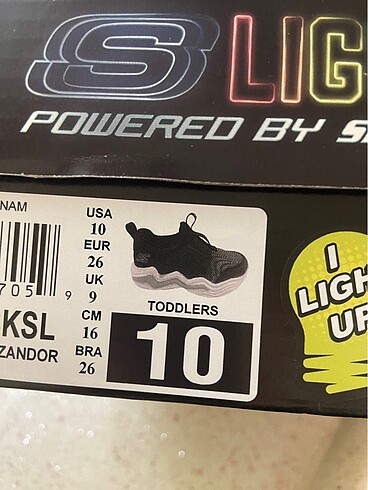 S LIG
POWERED BY S
NAM
705 9
KSL
ZANDOR
USA
10
EUR
26
UK
9
CM
16
BRA
26
TODDLERS
10
I
LIGH
UP